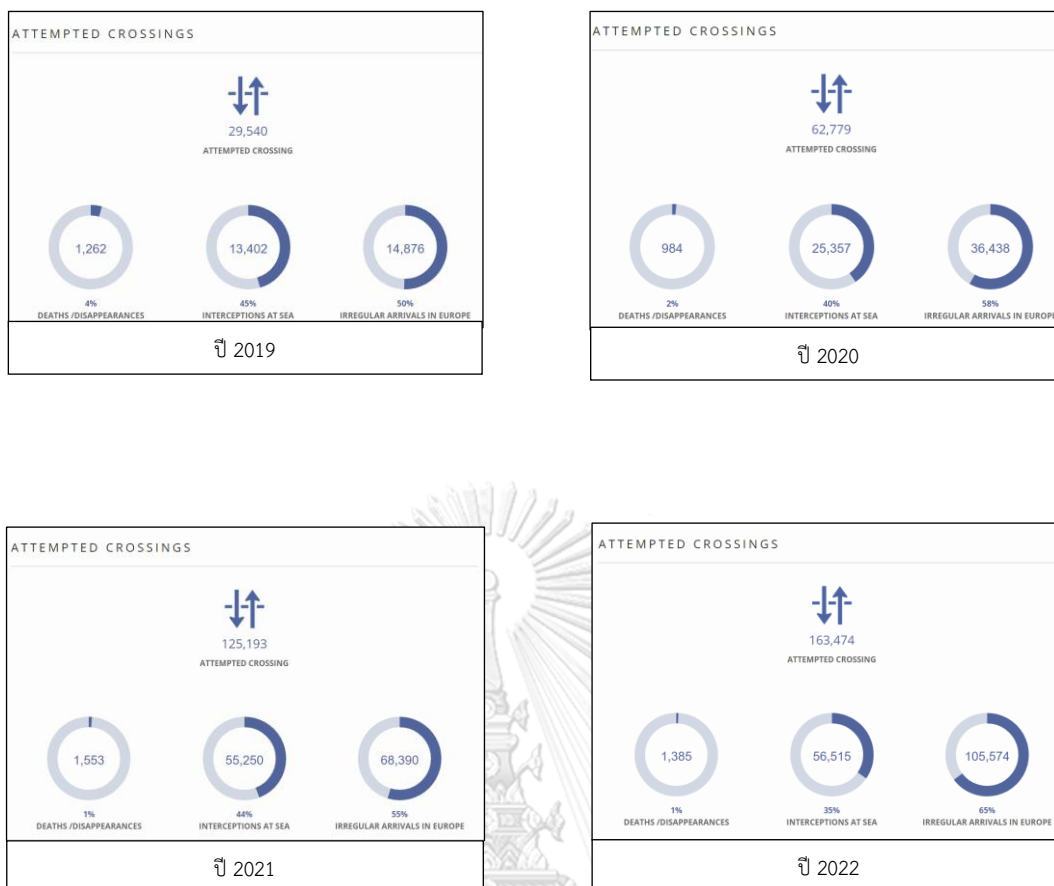 ATTEMPTED CROSSINGS
29,540
ATTEMPTED CROSSING
1,262
13,402
14,876
4%
45%
50%
DEATHS /DISAPPEARANCES
INTERCEPTIONS AT SEA
IRREGULAR ARRIVALS IN EUROPE
ปี 2019
ATTEMPTED CROSSINGS
62,779
ATTEMPTED CROSSING
984
25,357
36,438
2%
40%
58%
DEATHS /DISAPPEARANCES
INTERCEPTIONS AT SEA
IRREGULAR ARRIVALS IN EUROPE
ปี 2020
ATTEMPTED CROSSINGS
125,193
ATTEMPTED CROSSING
1,553
55,250
68,390
1%
44%
55%
DEATHS /DISAPPEARANCES
INTERCEPTIONS AT SEA
IRREGULAR ARRIVALS IN EUROPE
ปี 2021
ATTEMPTED CROSSINGS
163,474
ATTEMPTED CROSSING
1,385
56,515
105,574
1%
35%
65%
DEATHS /DISAPPEARANCES
INTERCEPTIONS AT SEA
IRREGULAR ARRIVALS IN EUROPE
ปี 2022